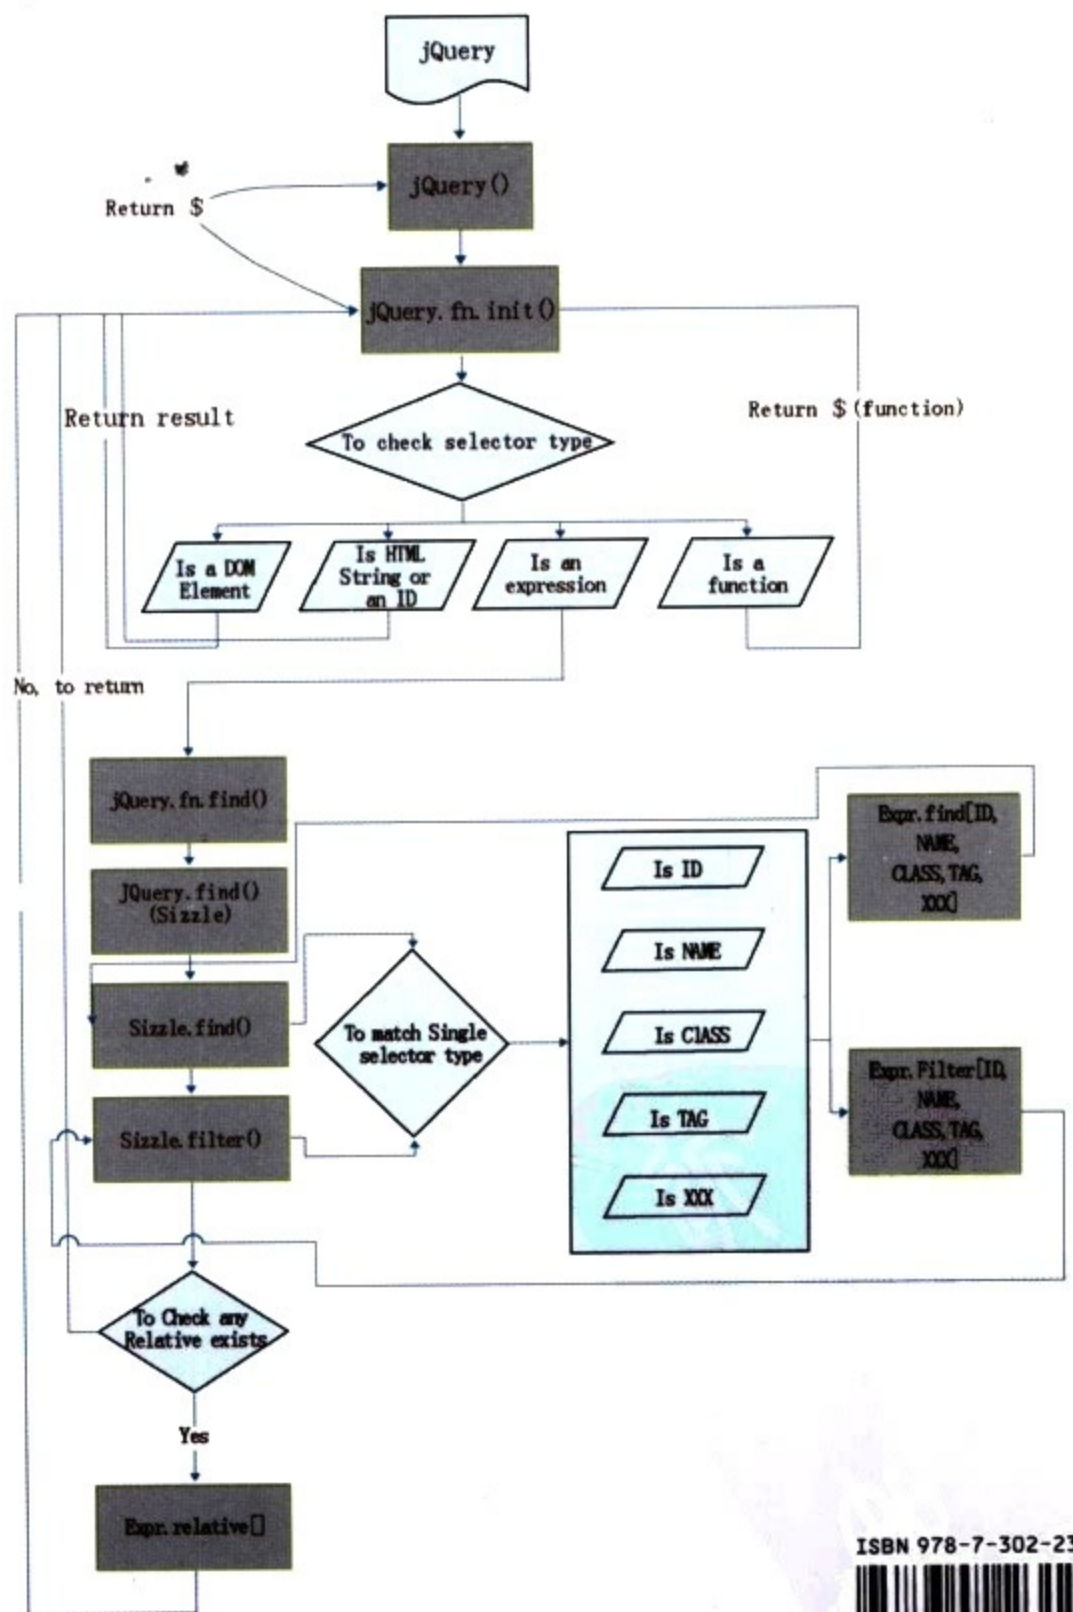 jQuery
jQuery()
Return $
jQuery.fn.init()
Return result
Return $(function)
To check selector type
Is a DOM
Element
Is HTML
String or
an ID
Is an
expression
Is a
function
No, to return
jQuery.fn.find()
JQuery.find()
(Sizzle)
Sizzle.find()
Sizzle.filter()
To match Single
selector type
Is ID
Is NAME
Is ClASS
Is TAG
Is XXX
Expr.find[ID,
NAME,
CLASS,TAG,
XXX]
Expr.Filter[ID,
NAME,
CLASS,TAG,
XXX]
To Check any
Relative exists
Yes
Expr.relative[]
ISBN 978-7-302-23